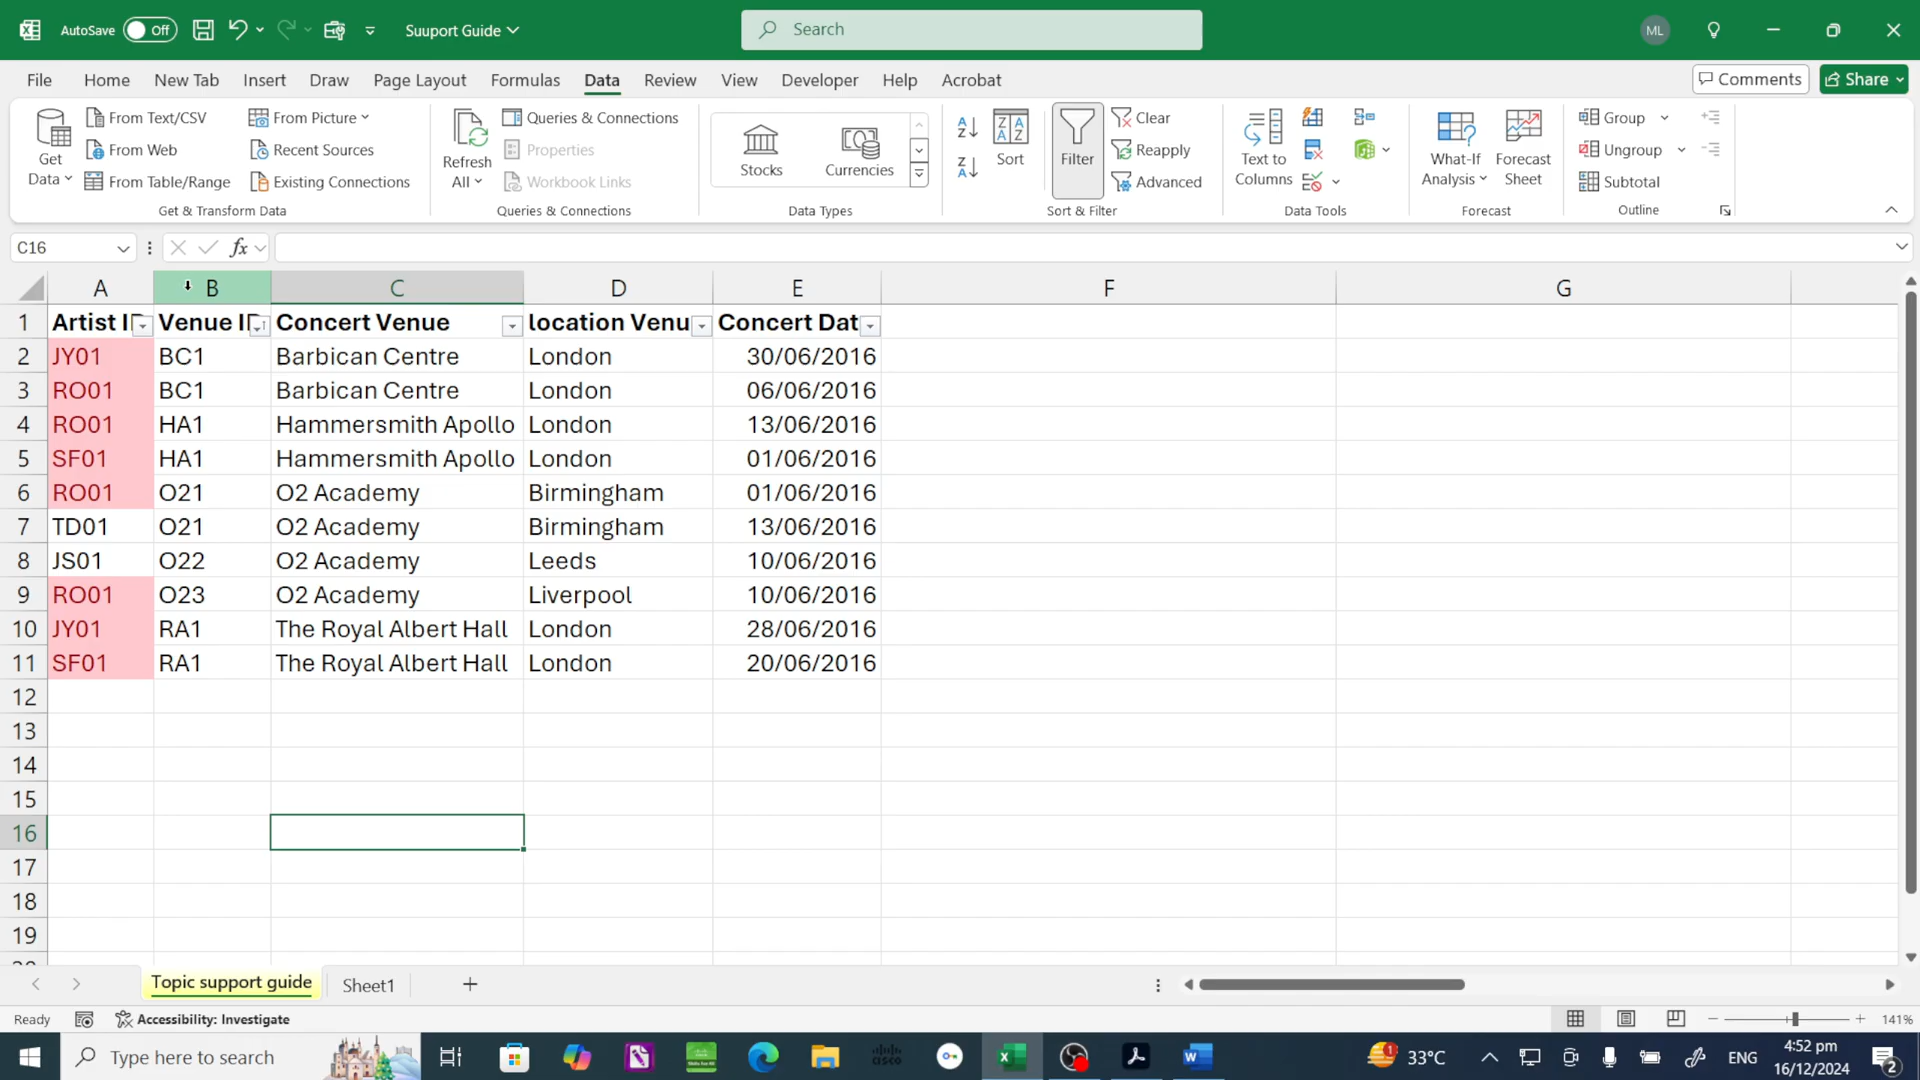 AutoSave Off Suuport Guide Search ML
File Home New Tab Insert Draw Page Layout Formulas Data Review View Developer Help Acrobat Comments Share
Get Data From Text/CSV From Picture Refresh All Queries & Connections Stocks Currencies Sort Filter Clear Text to Columns What-If Analysis Forecast Sheet Group
From Web Recent Sources Properties Reapply Ungroup
From Table/Range Existing Connections Workbook Links Advanced Subtotal
Get & Transform Data Queries & Connections Data Types Sort & Filter Data Tools Forecast Outline
C16 fx
A B C D E F G
1 Artist ID Venue ID Concert Venue location Venu Concert Dat
2 JY01 BC1 Barbican Centre London 30/06/2016
3 RO01 BC1 Barbican Centre London 06/06/2016
4 RO01 HA1 Hammersmith Apollo London 13/06/2016
5 SF01 HA1 Hammersmith Apollo London 01/06/2016
6 RO01 O21 O2 Academy Birmingham 01/06/2016
7 TD01 O21 O2 Academy Birmingham 13/06/2016
8 JS01 O22 O2 Academy Leeds 10/06/2016
9 RO01 O23 O2 Academy Liverpool 10/06/2016
10 JY01 RA1 The Royal Albert Hall London 28/06/2016
11 SF01 RA1 The Royal Albert Hall London 20/06/2016
12
13
14
15
16
17
18
19
Topic support guide Sheet1
Ready Accessibility: Investigate 141%
Type here to search 33°C ENG 4:52 pm
16/12/2024 2